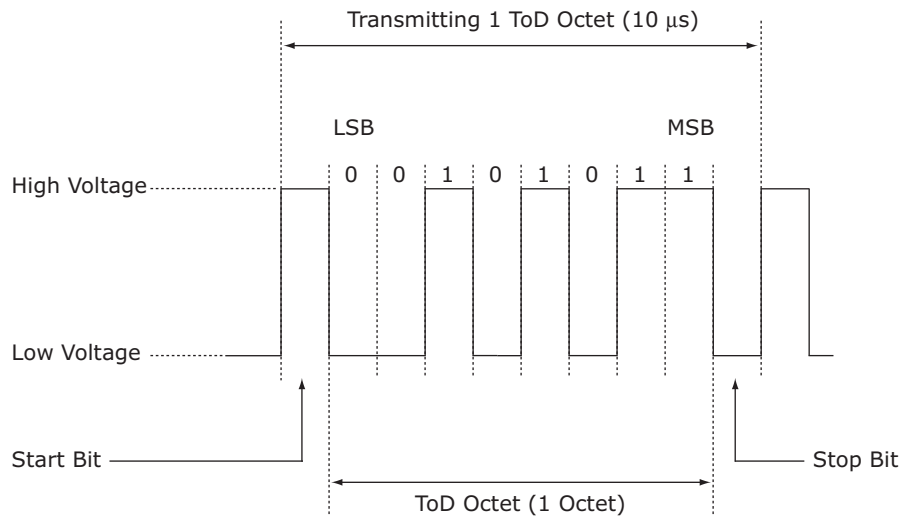 Transmitting 1 ToD Octet (10 μs)
LSB MSB
0 0 1 0 1 0 1 1
High Voltage
Low Voltage
Start Bit
Stop Bit
ToD Octet (1 Octet)